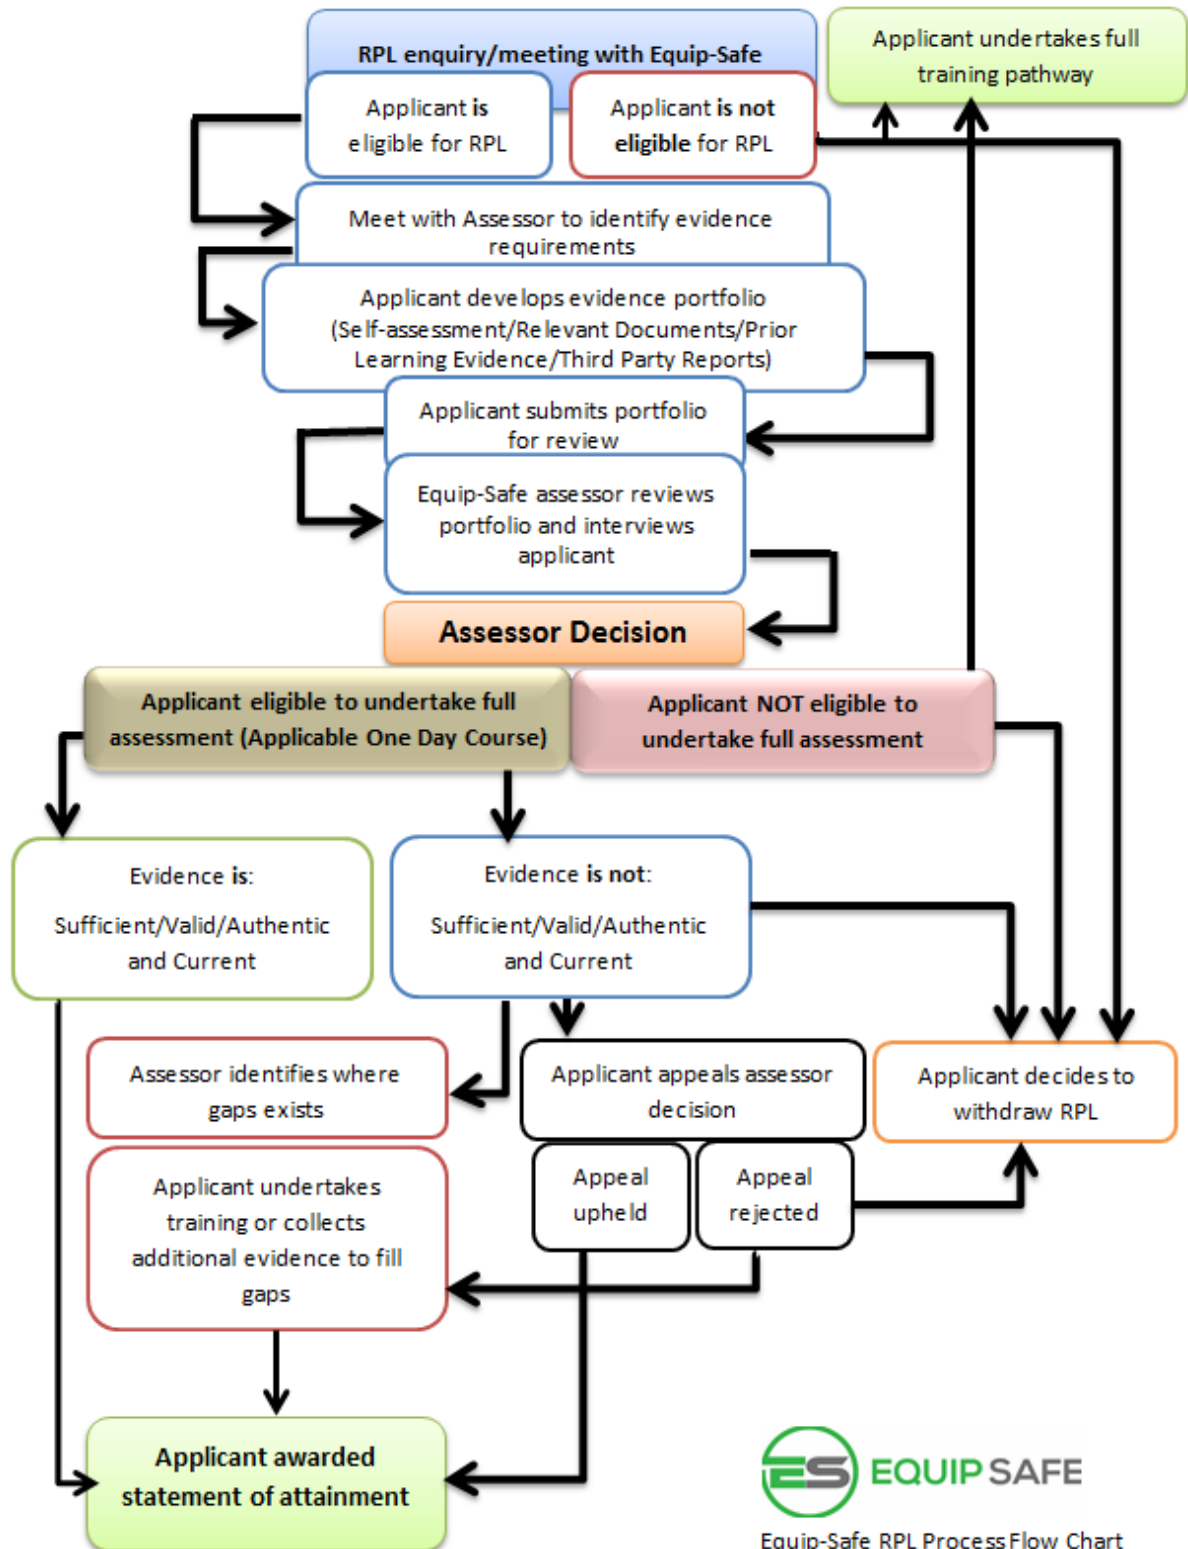 RPL enquiry/meeting with Equip-Safe
Applicant undertakes full
training pathway
Applicant is
eligible for RPL
Applicant is not
eligible for RPL
Meet with Assessor to identify evidence
requirements
Applicant develops evidence portfolio
(Self-assessment/Relevant Documents/Prior
Learning Evidence/Third Party Reports)
Applicant submits portfolio
for review
Equip-Safe assessor reviews
portfolio and interviews
applicant
Assessor Decision
Applicant eligible to undertake full
assessment (Applicable One Day Course)
Applicant NOT eligible to
undertake full assessment
Evidence is:
Sufficient/Valid/Authentic
and Current
Evidence is not:
Sufficient/Valid/Authentic
and Current
Assessor identifies where
gaps exists
Applicant appeals assessor
decision
Applicant decides to
withdraw RPL
Applicant undertakes
training or collects
additional evidence to fill
gaps
Appeal
upheld
Appeal
rejected
Applicant awarded
statement of attainment
ES EQUIP SAFE
Equip-Safe RPL Process Flow Chart